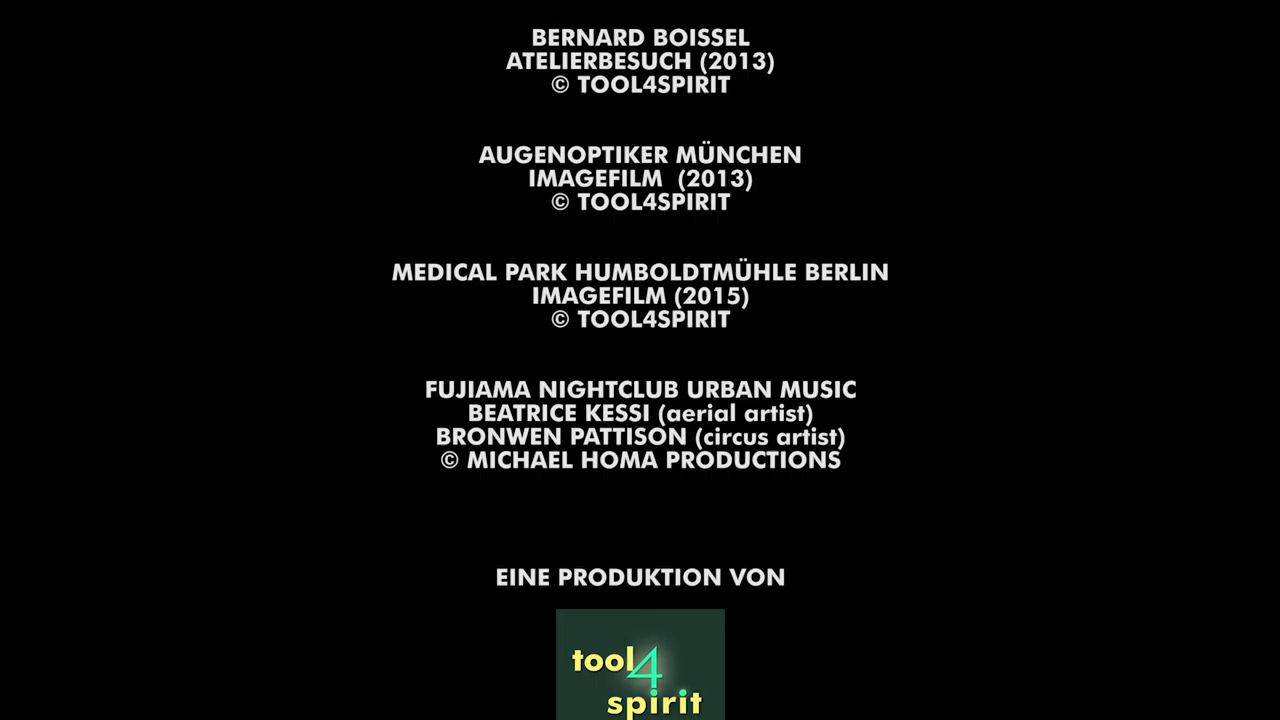 BERNARD BOISSEL
ATELIERBESUCH (2013)
© TOOL4SPIRIT
AUGENOPTIKER MÜNCHEN
IMAGEFILM (2013)
© TOOL4SPIRIT
MEDICAL PARK HUMBOLDTMÜHLE BERLIN
IMAGEFILM (2015)
© TOOL4SPIRIT
FUJIAMA NIGHTCLUB URBAN MUSIC
BEATRICE KESSI (aerial artist)
BRONWEN PATTISON (circus artist)
© MICHAEL HOMA PRODUCTIONS
EINE PRODUKTION VON
tool4
spirit